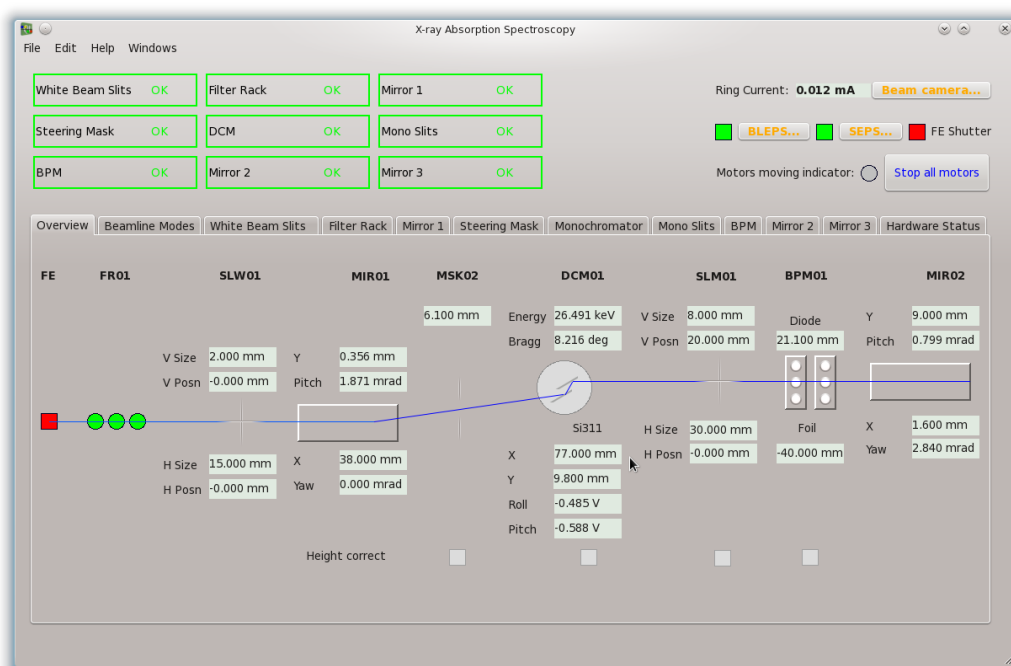 X-ray Absorption Spectroscopy
File Edit Help Windows
White Beam Slits OK Filter Rack OK Mirror 1 OK Ring Current: 0.012 mA Beam camera...
Steering Mask OK DCM OK Mono Slits OK BLEPS... SEPS... FE Shutter
BPM OK Mirror 2 OK Mirror 3 OK Motors moving indicator: Stop all motors
Overview Beamline Modes White Beam Slits Filter Rack Mirror 1 Steering Mask Monochromator Mono Slits BPM Mirror 2 Mirror 3 Hardware Status
FE FR01 SLW01 MIR01 MSK02 DCM01 SLM01 BPM01 MIR02
6.100 mm Energy 26.491 keV V Size 8.000 mm Diode Y 9.000 mm
Bragg 8.216 deg V Posn 20.000 mm 21.100 mm Pitch 0.799 mrad
V Size 2.000 mm Y 0.356 mm
V Posn -0.000 mm Pitch 1.871 mrad
Si311 H Size 30.000 mm Foil X 1.600 mm
X 77.000 mm H Posn -0.000 mm -40.000 mm Yaw 2.840 mrad
H Size 15.000 mm X 38.000 mm
Y 9.800 mm
H Posn -0.000 mm Yaw 0.000 mrad
Roll -0.485 V
Pitch -0.588 V
Height correct